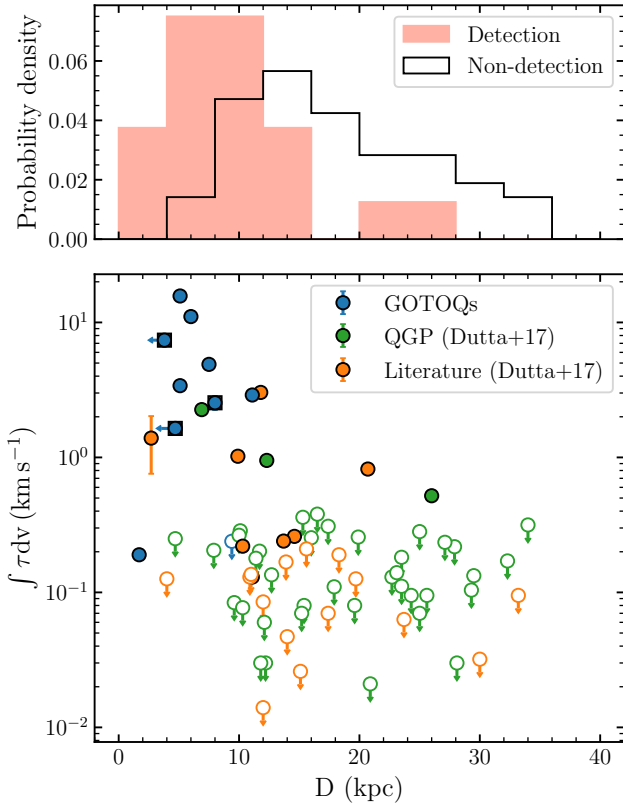 Probability density
0.06
0.04
0.02
0.00
Detection
Non-detection
∫ τdv (km s⁻¹)
10¹
10⁰
10⁻¹
10⁻²
GOTOQs
QGP (Dutta+17)
Literature (Dutta+17)
0 10 20 30 40
D (kpc)